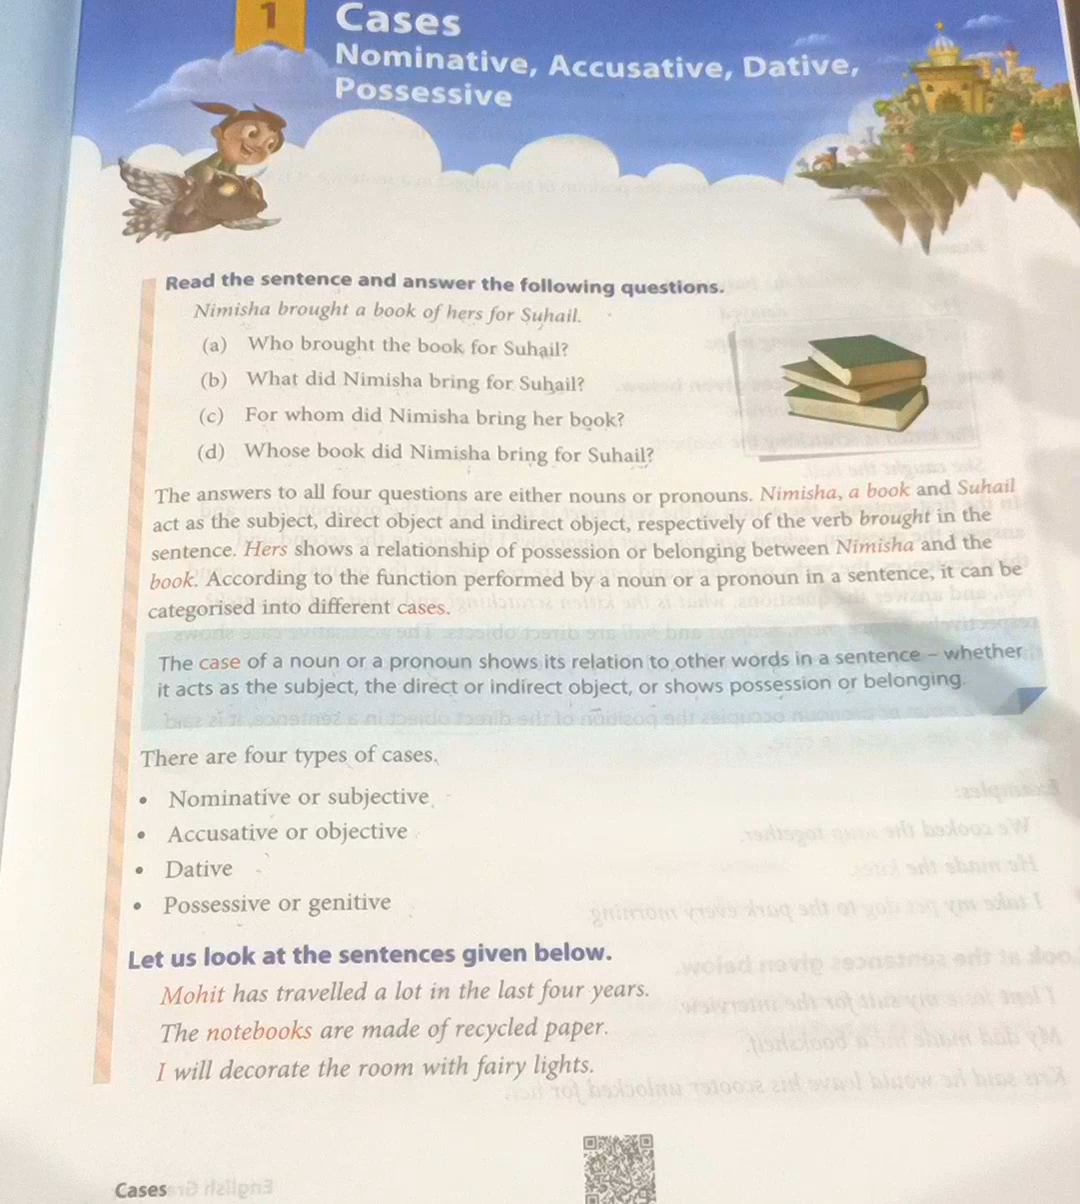 1
Cases
Nominative, Accusative, Dative,
Possessive
Read the sentence and answer the following questions.
Nimisha brought a book of hers for Suhail.
(a) Who brought the book for Suhail?
(b) What did Nimisha bring for Suhail?
(c) For whom did Nimisha bring her book?
(d) Whose book did Nimisha bring for Suhail?
The answers to all four questions are either nouns or pronouns. Nimisha, a book and Suhail
act as the subject, direct object and indirect object, respectively of the verb brought in the
sentence. Hers shows a relationship of possession or belonging between Nimisha and the
book. According to the function performed by a noun or a pronoun in a sentence, it can be
categorised into different cases.
The case of a noun or a pronoun shows its relation to other words in a sentence – whether
it acts as the subject, the direct or indirect object, or shows possession or belonging.
There are four types of cases.
• Nominative or subjective
• Accusative or objective
• Dative
• Possessive or genitive
Let us look at the sentences given below.
Mohit has travelled a lot in the last four years.
The notebooks are made of recycled paper.
I will decorate the room with fairy lights.
Cases